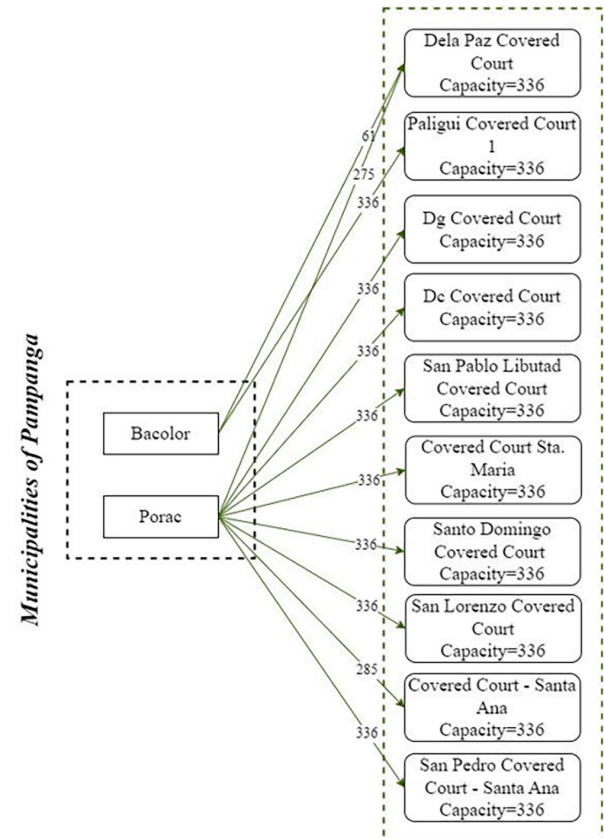 Municipalities of Pampanga
Bacolor
Porac
61
275
336
336
336
336
336
336
336
285
336
Dela Paz Covered
Court
Capacity=336
Paligui Covered Court
1
Capacity=336
Dg Covered Court
Capacity=336
Dc Covered Court
Capacity=336
San Pablo Libutad
Covered Court
Capacity=336
Covered Court Sta.
Maria
Capacity=336
Santo Domingo
Covered Court
Capacity=336
San Lorenzo Covered
Court
Capacity=336
Covered Court - Santa
Ana
Capacity=336
San Pedro Covered
Court - Santa Ana
Capacity=336